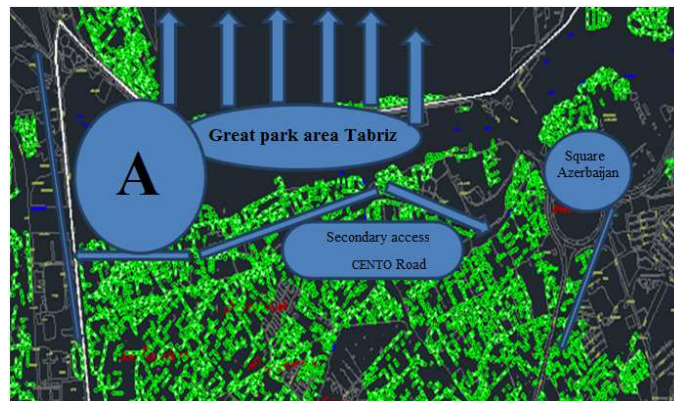 Great park area Tabriz
A
Square
Azerbaijan
Secondary access
CENTO Road